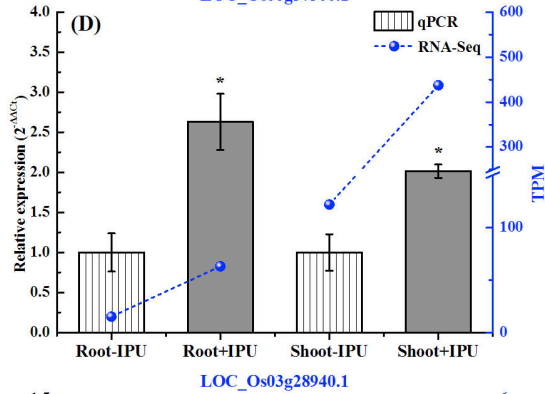 (D)
qPCR
RNA-Seq
Relative expression (2^-ΔΔCt)
4.0
3.5
3.0
2.5
2.0
1.5
1.0
0.5
0.0
*
*
600
500
400
300
100
0
TPM
Root-IPU
Root+IPU
Shoot-IPU
Shoot+IPU
LOC_Os03g28940.1